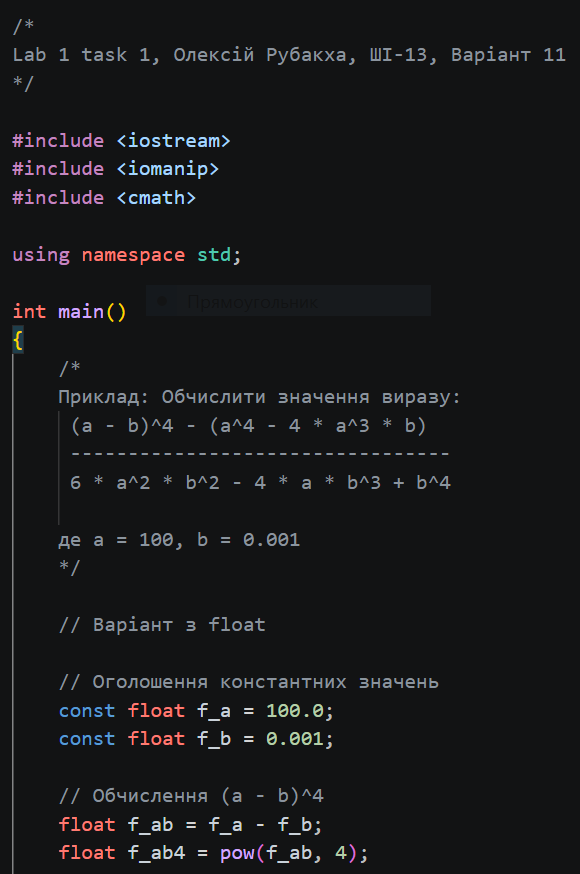 /*
Lab 1 task 1, Олексій Рубакха, ШІ-13, Варіант 11
*/
#include <iostream>
#include <iomanip>
#include <cmath>
using namespace std;
int main()
Прямоугольник
{
/*
Приклад: Обчислити значення виразу:
(a - b)^4 - (a^4 - 4 * a^3 * b)
---------------------------------
6 * a^2 * b^2 - 4 * a * b^3 + b^4
де a = 100, b = 0.001
*/
// Варіант з float
// Оголошення константних значень
const float f_a = 100.0;
const float f_b = 0.001;
// Обчислення (a - b)^4
float f_ab = f_a - f_b;
float f_ab4 = pow(f_ab, 4);